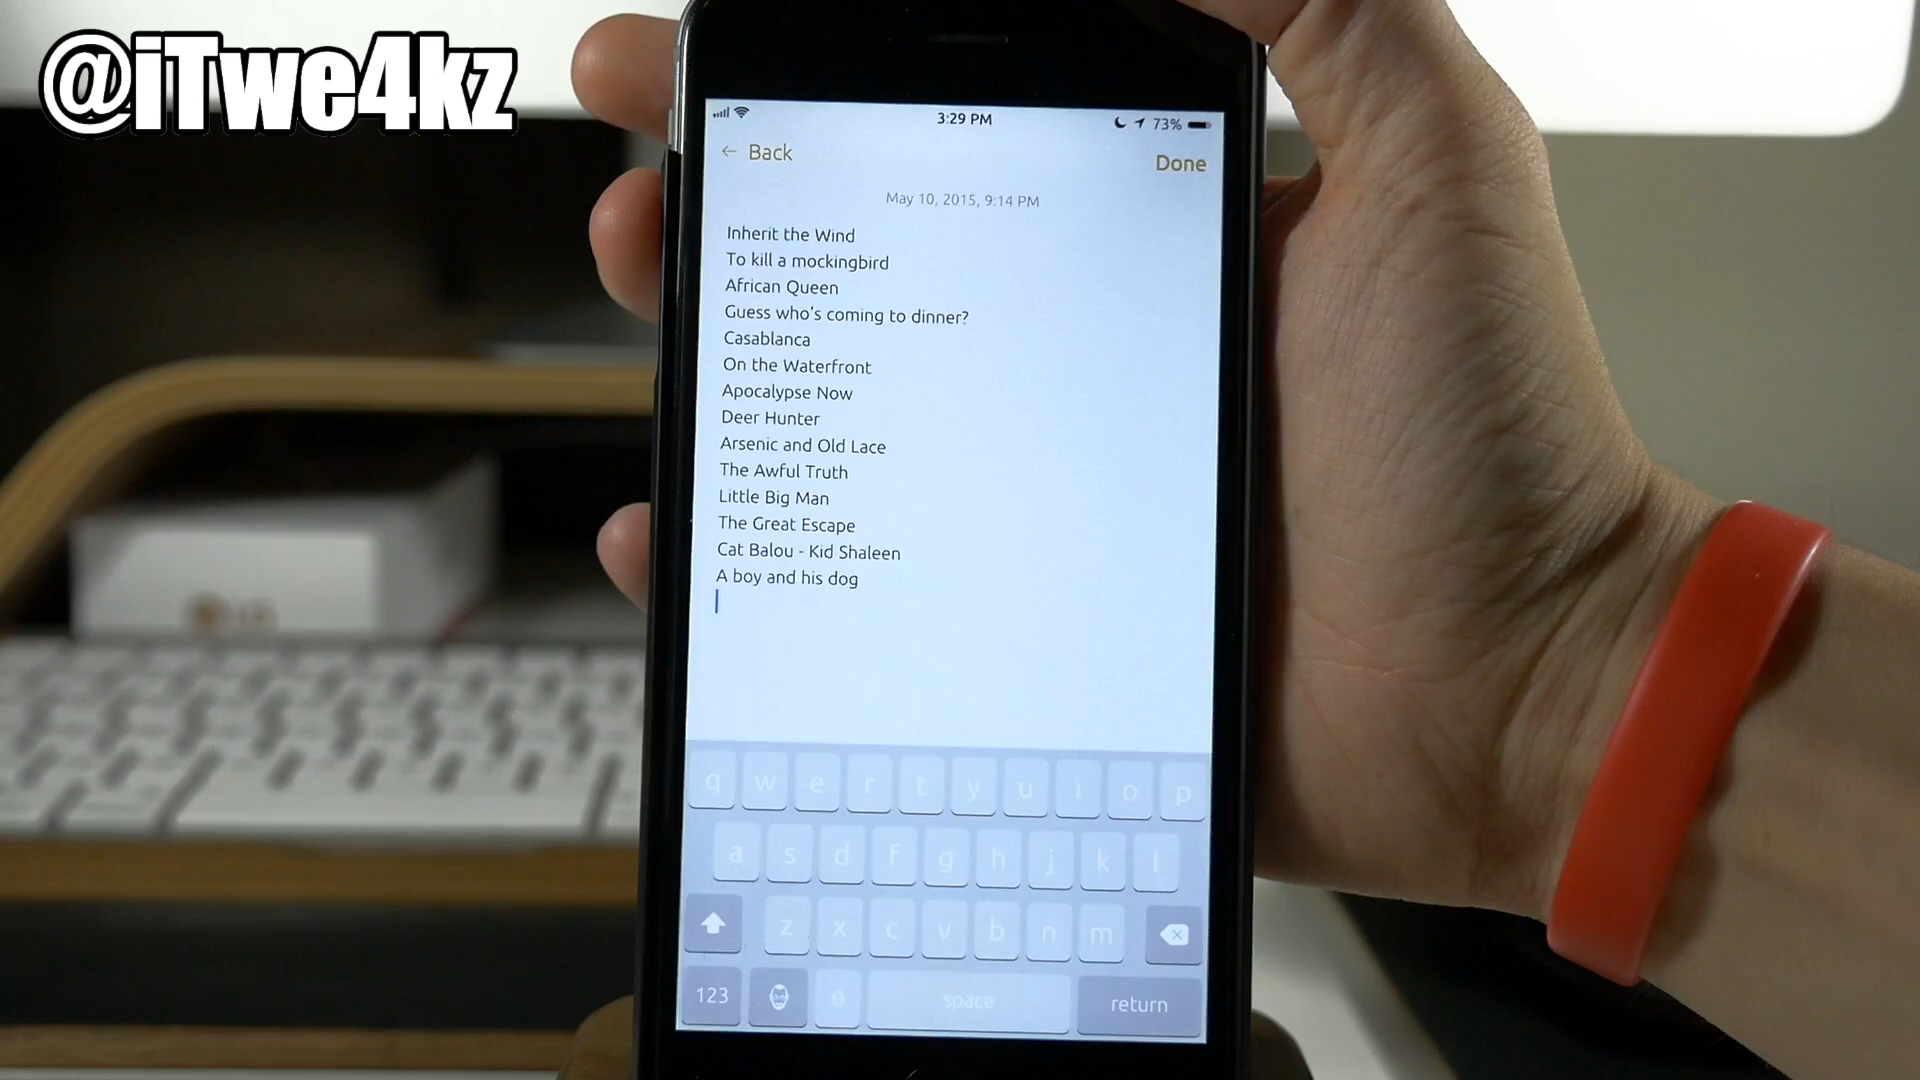 @iTwe4kz
3:29 PM
73%
← Back
Done
May 10, 2015, 9:14 PM
Inherit the Wind
To kill a mockingbird
African Queen
Guess who's coming to dinner?
Casablanca
On the Waterfront
Apocalypse Now
Deer Hunter
Arsenic and Old Lace
The Awful Truth
Little Big Man
The Great Escape
Cat Balou - Kid Shaleen
A boy and his dog
q w e r t y u i o p
a s d f g h j k l
z x c v b n m
123 space return